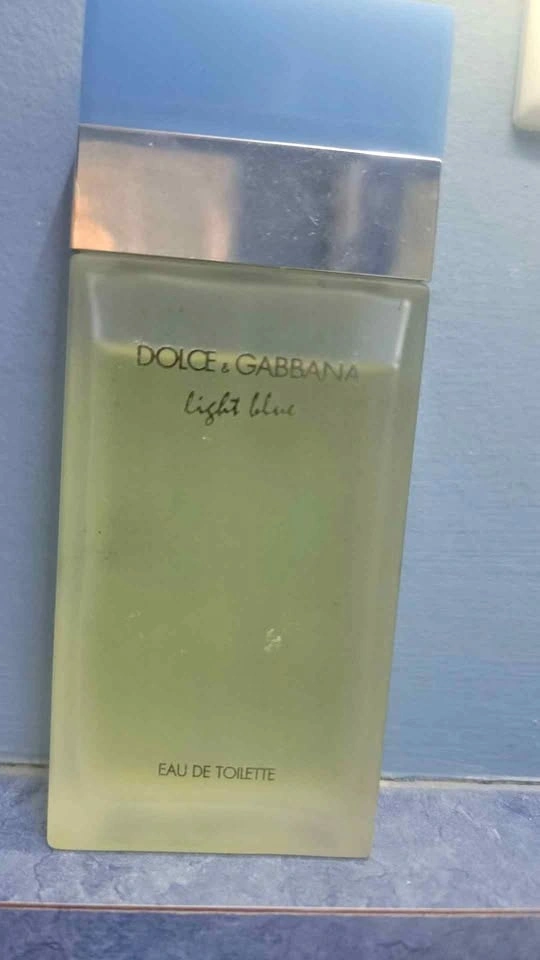 DOLCE & GABBANA
light blue
EAU DE TOILETTE